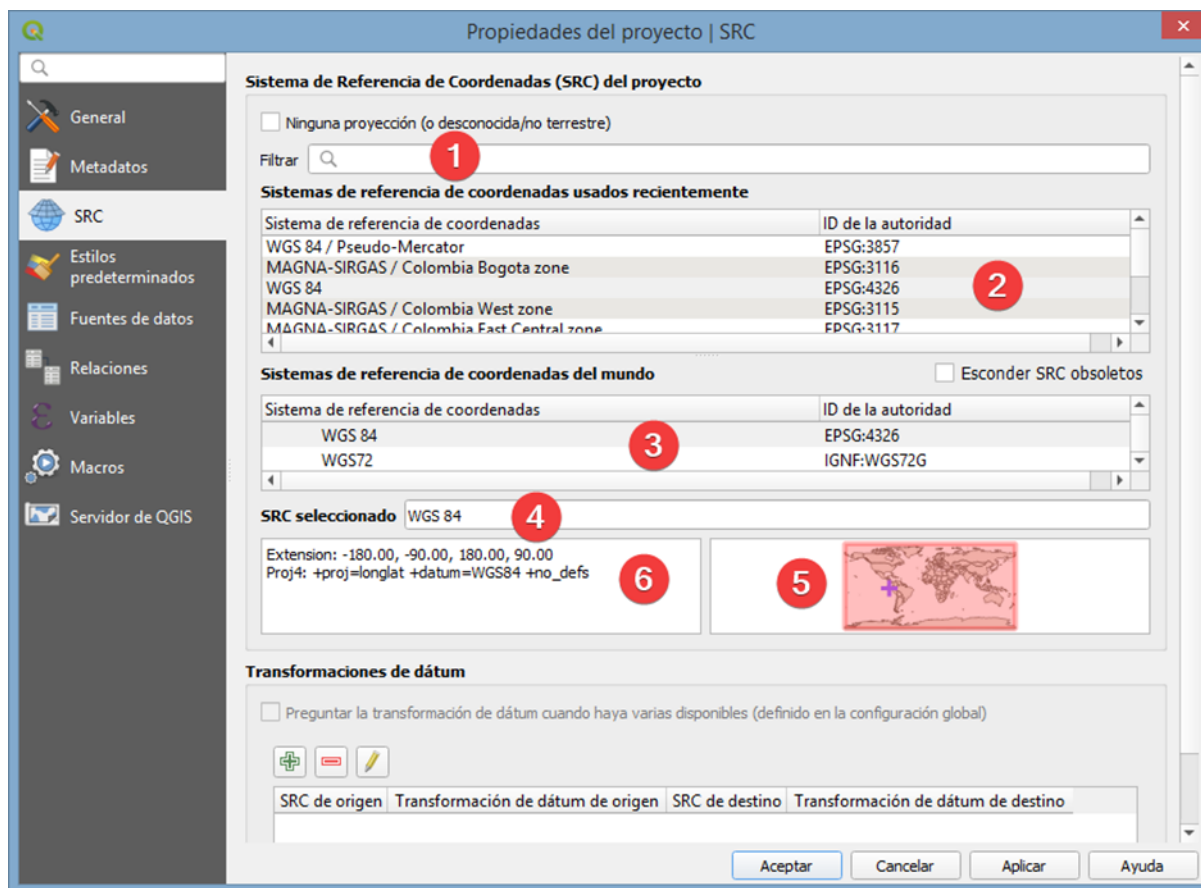 Propiedades del proyecto | SRC
General
Metadatos
SRC
Estilos
predeterminados
Fuentes de datos
Relaciones
Variables
Macros
Servidor de QGIS
Sistema de Referencia de Coordenadas (SRC) del proyecto
Ninguna proyección (o desconocida/no terrestre)
Filtrar 1
Sistemas de referencia de coordenadas usados recientemente
Sistema de referencia de coordenadas ID de la autoridad
WGS 84 / Pseudo-Mercator EPSG:3857
MAGNA-SIRGAS / Colombia Bogota zone EPSG:3116
WGS 84 EPSG:4326 2
MAGNA-SIRGAS / Colombia West zone EPSG:3115
MAGNA-SIRGAS / Colombia East Central zone EPSG:3117
Sistemas de referencia de coordenadas del mundo Esconder SRC obsoletos
Sistema de referencia de coordenadas ID de la autoridad
WGS 84 EPSG:4326
3
WGS72 IGNF:WGS72G
SRC seleccionado WGS 84 4
Extension: -180.00, -90.00, 180.00, 90.00
Proj4: +proj=longlat +datum=WGS84 +no_defs
6 5
Transformaciones de dátum
Preguntar la transformación de dátum cuando haya varias disponibles (definido en la configuración global)
SRC de origen Transformación de dátum de origen SRC de destino Transformación de dátum de destino
Aceptar Cancelar Aplicar Ayuda